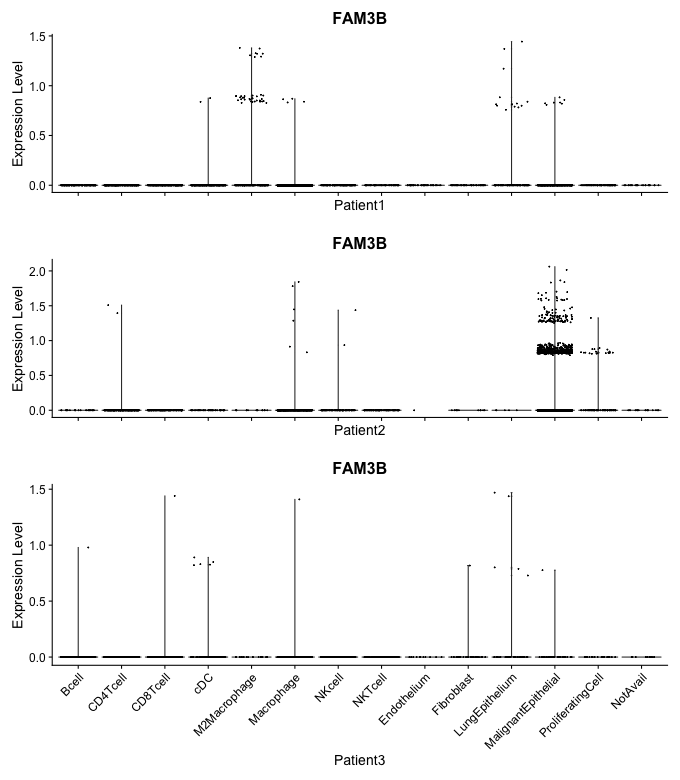 FAM3B
Expression Level
1.5
1.0
0.5
0.0
Patient1
FAM3B
Expression Level
2.0
1.5
1.0
0.5
0.0
Patient2
FAM3B
Expression Level
1.5
1.0
0.5
0.0
Bcell
CD4Tcell
CD8Tcell
cDC
M2Macrophage
Macrophage
NKcell
NKTcell
Endothelium
Fibroblast
LungEpithelium
MalignantEpithelial
ProliferatingCell
NotAvail
Patient3